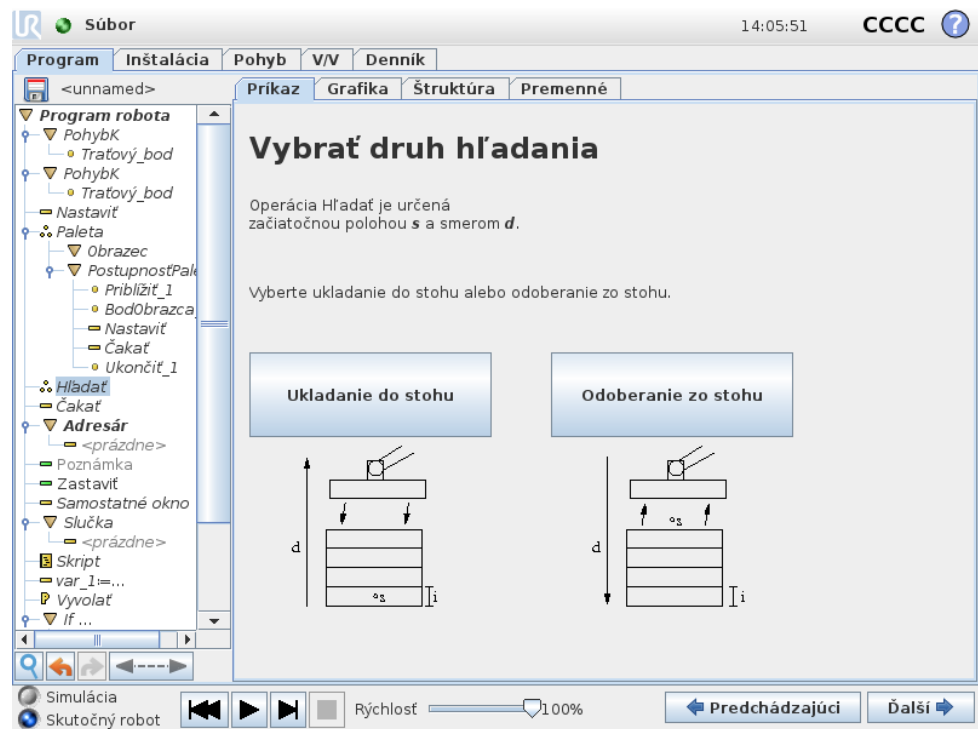 UR Súbor 14:05:51 CCCC ?
Program Inštalácia Pohyb V/V Denník
<unnamed> Príkaz Grafika Štruktúra Premenné
Program robota
PohybK
Traťový_bod
PohybK
Traťový_bod
Nastaviť
Paleta
Obrazec
PostupnosťPale
Priblížiť_1
BodObrazca_
Nastaviť
Čakať
Ukončiť_1
Hľadať
Čakať
Adresár
<prázdne>
Poznámka
Zastaviť
Samostatné okno
Slučka
<prázdne>
Skript
var_1:=...
Vyvolať
If ...
Vybrať druh hľadania
Operácia Hľadať je určená
začiatočnou polohou s a smerom d.
Vyberte ukladanie do stohu alebo odoberanie zo stohu.
Ukladanie do stohu Odoberanie zo stohu
s
d d
s i i
Simulácia
Skutočný robot
Rýchlosť 100%
Predchádzajúci Ďalší